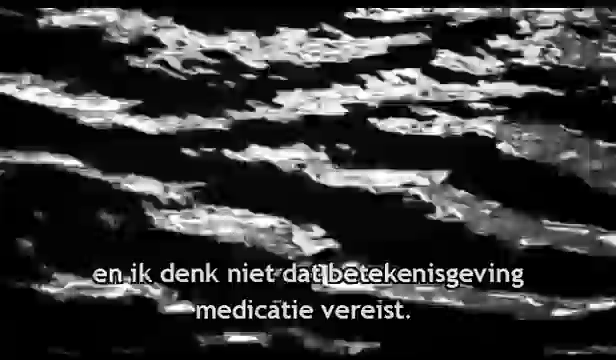 en ik denk niet dat betekenisgeving
medicatie vereist.